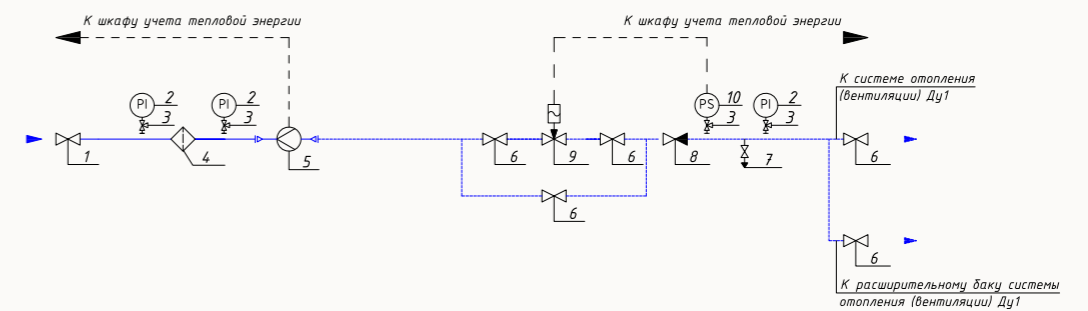 К шкафу учета тепловой энергии
К шкафу учета тепловой энергии
PI 2
3
PI 2
3
PS 10
3
PI 2
3
К системе отопления
(вентиляции) Ду1
1
4
5
6
9
6
8
7
6
6
6
К расширительному баку системы
отопления (вентиляции) Ду1